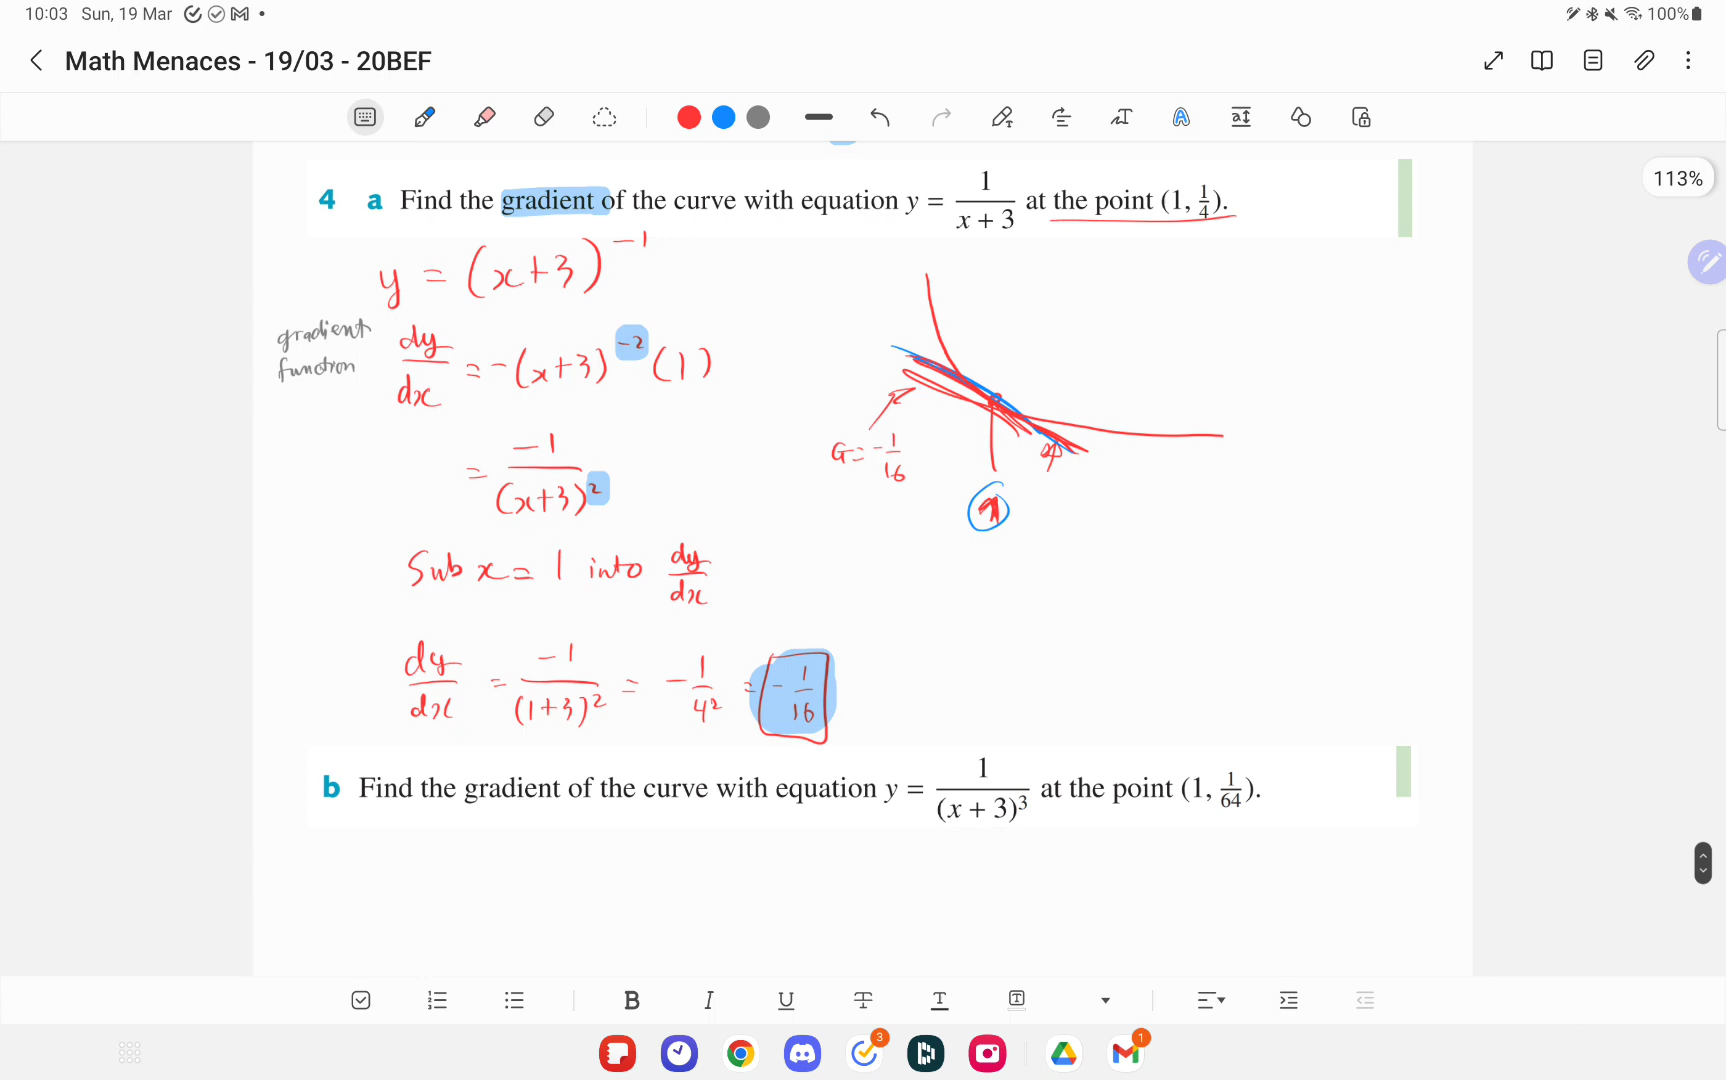 10:03 Sun, 19 Mar 100%
Math Menaces - 19/03 - 20BEF
113%
4 a Find the gradient of the curve with equation y = 1/(x + 3) at the point (1, 1/4).
y = (x+3)^-1
gradient function
dy/dx = -(x+3)^-2 (1)
= -1/(x+3)^2
G = -1/16
1
Sub x = 1 into dy/dx
dy/dx = -1/(1+3)^2 = -1/4^2 = -1/16
b Find the gradient of the curve with equation y = 1/(x + 3)^3 at the point (1, 1/64).
B I U T T T
3 1